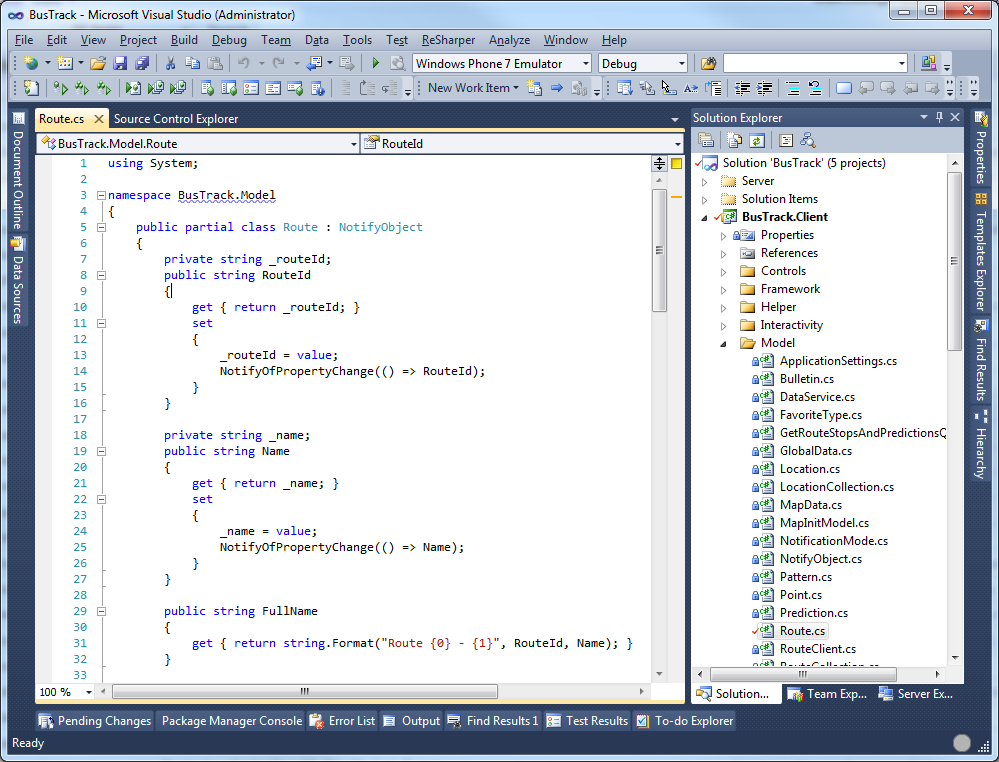 BusTrack - Microsoft Visual Studio (Administrator)
File Edit View Project Build Debug Team Data Tools Test ReSharper Analyze Window Help
Windows Phone 7 Emulator Debug
New Work Item
Document Outline
Data Sources
Route.cs Source Control Explorer
BusTrack.Model.Route RouteId
1 using System;
2
3 namespace BusTrack.Model
4 {
5 public partial class Route : NotifyObject
6 {
7 private string _routeId;
8 public string RouteId
9 {
10 get { return _routeId; }
11 set
12 {
13 _routeId = value;
14 NotifyOfPropertyChange(() => RouteId);
15 }
16 }
17
18 private string _name;
19 public string Name
20 {
21 get { return _name; }
22 set
23 {
24 _name = value;
25 NotifyOfPropertyChange(() => Name);
26 }
27 }
28
29 public string FullName
30 {
31 get { return string.Format("Route {0} - {1}", RouteId, Name); }
32 }
33
100 %
Solution Explorer
Solution 'BusTrack' (5 projects)
Server
Solution Items
BusTrack.Client
Properties
References
Controls
Framework
Helper
Interactivity
Model
ApplicationSettings.cs
Bulletin.cs
DataService.cs
FavoriteType.cs
GetRouteStopsAndPredictionsQ
GlobalData.cs
Location.cs
LocationCollection.cs
MapData.cs
MapInitModel.cs
NotificationMode.cs
NotifyObject.cs
Pattern.cs
Point.cs
Prediction.cs
Route.cs
RouteClient.cs
RouteCollection.cs
Solution... Team Exp... Server Ex...
Properties
Templates Explorer
Find Results
Hierarchy
Pending Changes Package Manager Console Error List Output Find Results 1 Test Results To-do Explorer
Ready